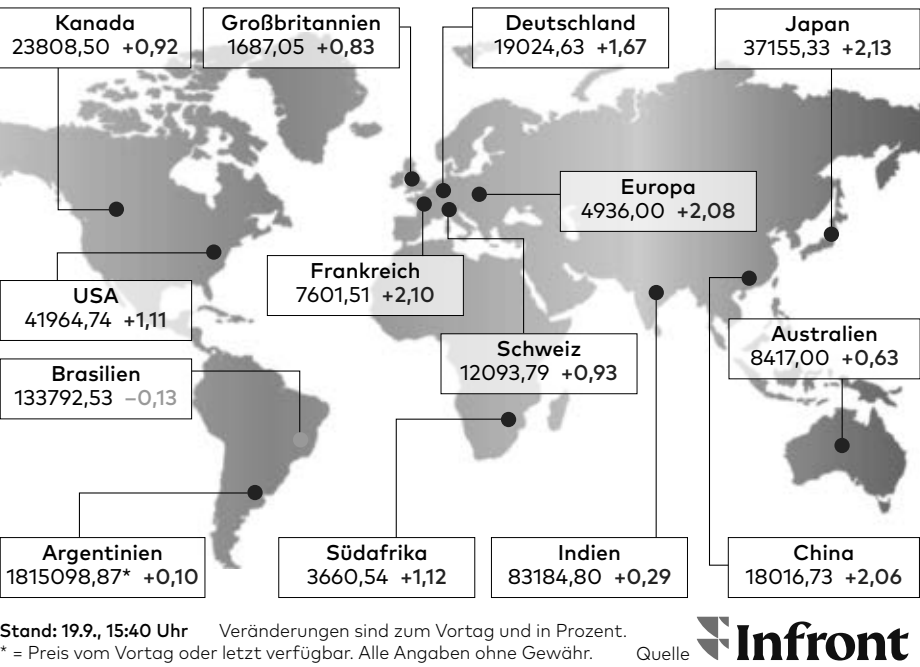 Kanada
23808,50 +0,92
Großbritannien
1687,05 +0,83
Deutschland
19024,63 +1,67
Japan
37155,33 +2,13
Europa
4936,00 +2,08
Frankreich
7601,51 +2,10
USA
41964,74 +1,11
Schweiz
12093,79 +0,93
Australien
8417,00 +0,63
Brasilien
133792,53 −0,13
Argentinien
1815098,87* +0,10
Südafrika
3660,54 +1,12
Indien
83184,80 +0,29
China
18016,73 +2,06
Stand: 19.9., 15:40 Uhr Veränderungen sind zum Vortag und in Prozent.
* = Preis vom Vortag oder letzt verfügbar. Alle Angaben ohne Gewähr. Quelle Infront